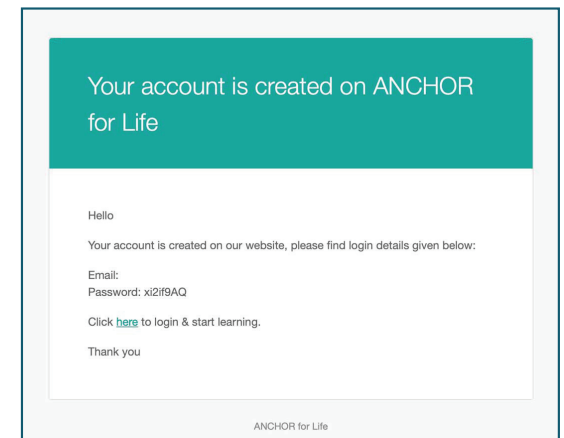 Your account is created on ANCHOR
for Life
Hello
Your account is created on our website, please find login details given below:
Email:
Password: xi2if9AQ
Click here to login & start learning.
Thank you
ANCHOR for Life